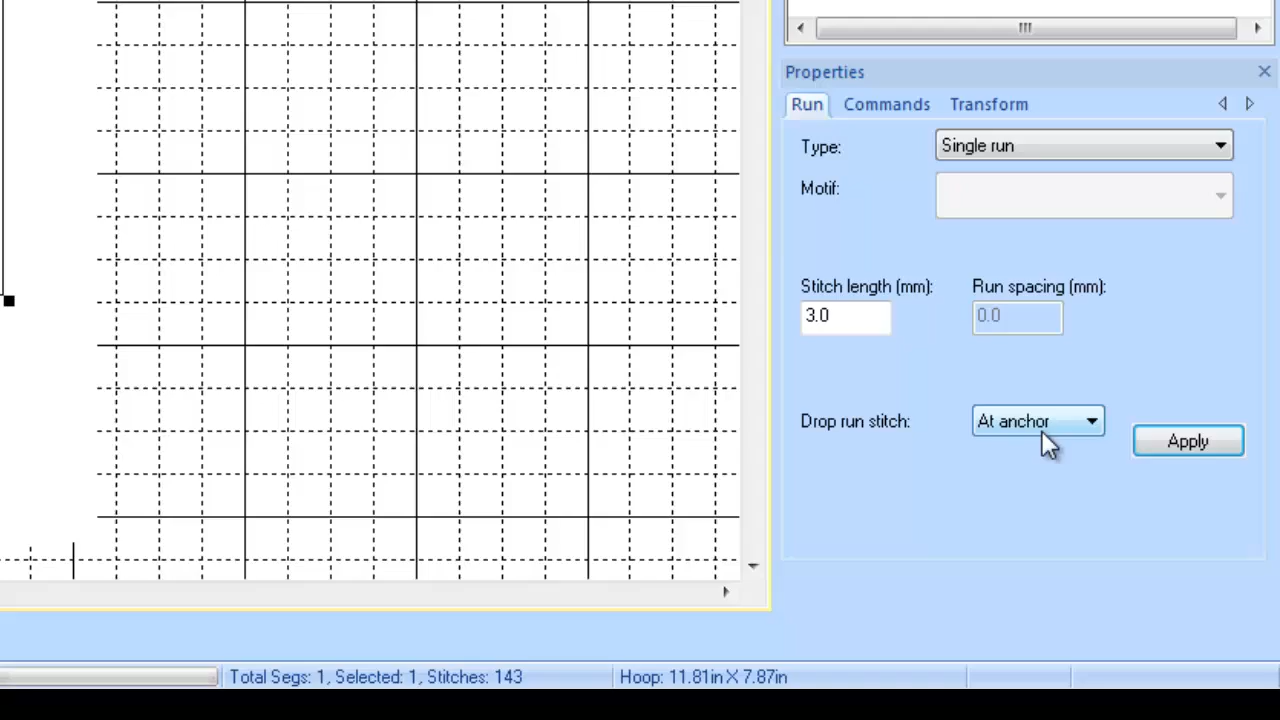 Properties
Run Commands Transform
Type: Single run
Motif:
Stitch length (mm): Run spacing (mm):
3.0 0.0
Drop run stitch: At anchor
Apply
Total Segs: 1, Selected: 1, Stitches: 143 Hoop: 11.81in X 7.87in